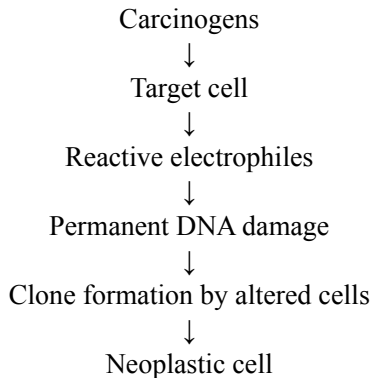 Carcinogens
↓
Target cell
↓
Reactive electrophiles
↓
Permanent DNA damage
↓
Clone formation by altered cells
↓
Neoplastic cell